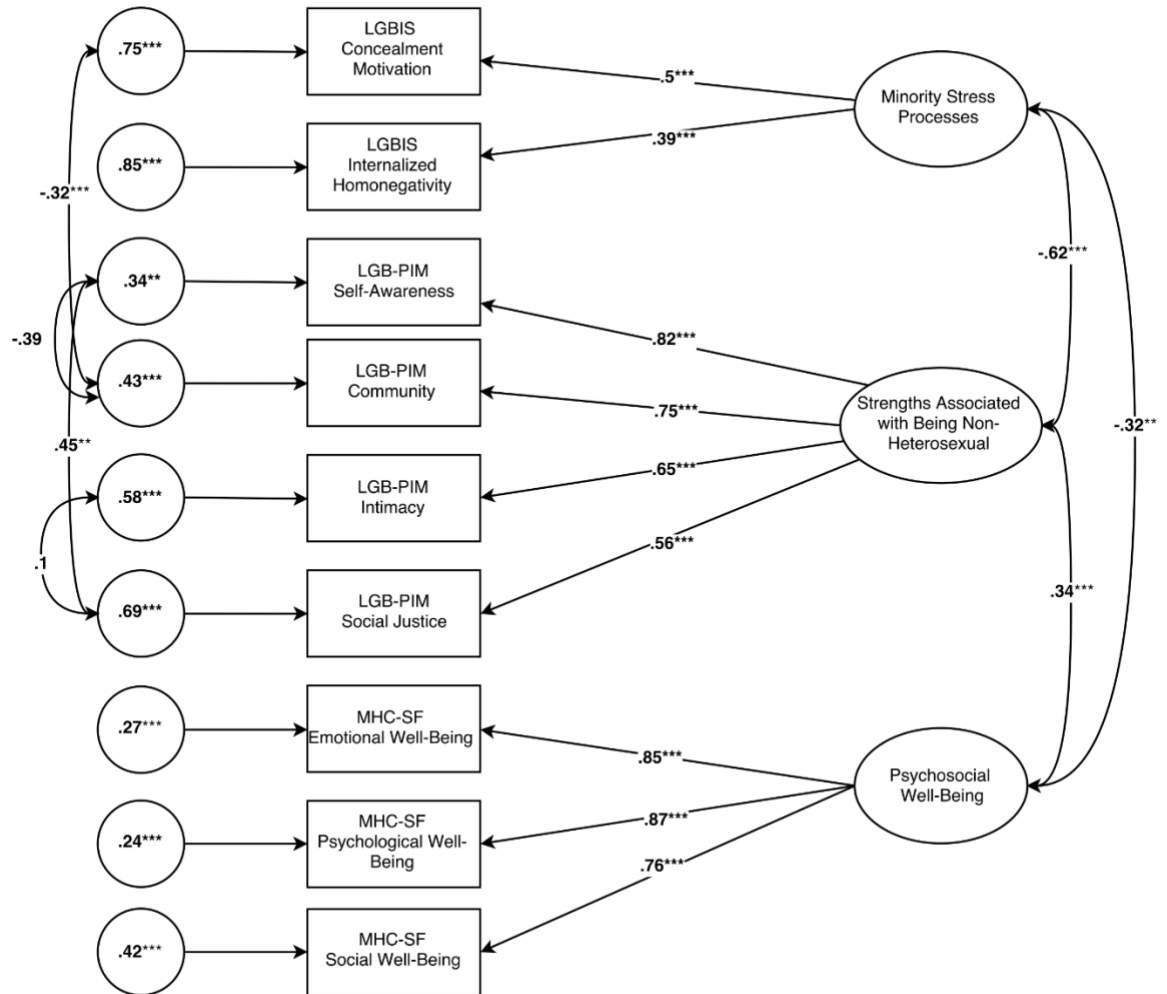 .75***
LGBIS
Concealment
Motivation
.5***
Minority Stress
Processes
.85***
LGBIS
Internalized
Homonegativity
.39***
-.32***
-.62***
.34**
LGB-PIM
Self-Awareness
.82***
-.39
.43***
LGB-PIM
Community
.75***
Strengths Associated
with Being Non-
Heterosexual
-.32**
.45**
.58***
LGB-PIM
Intimacy
.65***
.1
.69***
LGB-PIM
Social Justice
.56***
.34***
.27***
MHC-SF
Emotional Well-Being
.85***
Psychosocial
Well-Being
.24***
MHC-SF
Psychological Well-
Being
.87***
.76***
.42***
MHC-SF
Social Well-Being